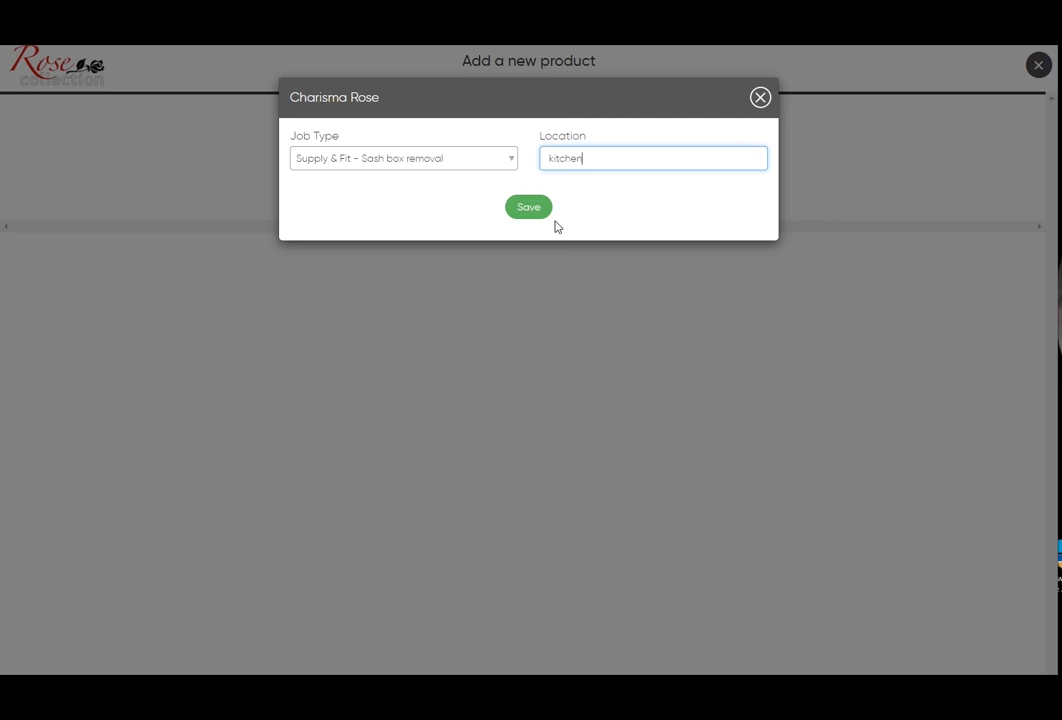 Rose
collection
Add a new product
Charisma Rose
Job Type
Location
Supply & Fit - Sash box removal
kitchen
Save